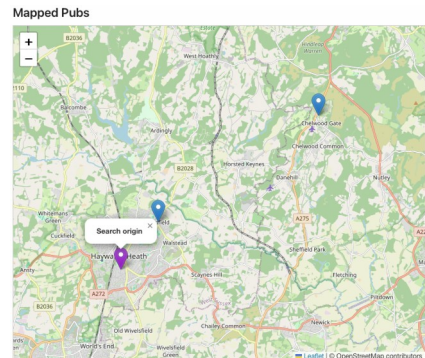 Mapped Pubs
+
−
B2036
West Hoathly
B2110
Balcombe
Chelwood Gate
Ardingly
Chelwood Common
B2028
Horsted Keynes
Nutley
Danehill
Whitemans
Green
A275
Cuckfield
Search origin
×
Walstead
Sheffield Park
Haywards Heath
Ansty
Scaynes Hill
Fletching
A272
Piltdown
B2036
Newick
Old Wivelsfield
Chailey Common
World's End
Wivelsfield
Green
Leaflet | © OpenStreetMap contributors